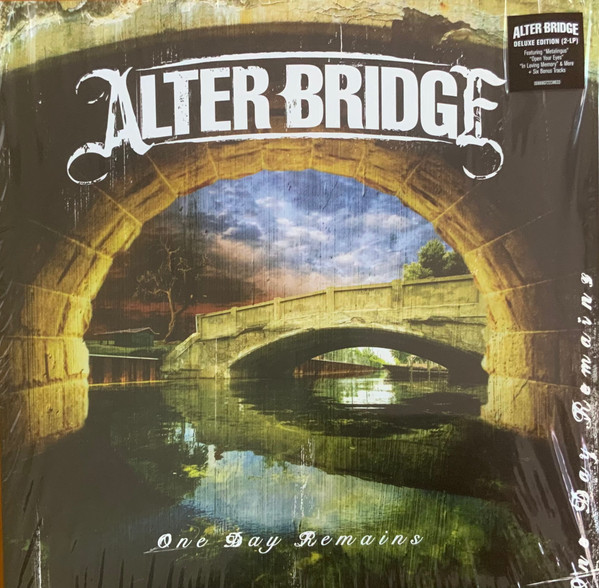 ALTER BRIDGE
ALTER BRIDGE
DELUXE EDITION (2-LP)
Featuring "Metalingus"
"Open Your Eyes"
"In Loving Memory" & More
+ Six Bonus Tracks
One Day Remains
One Day Remains